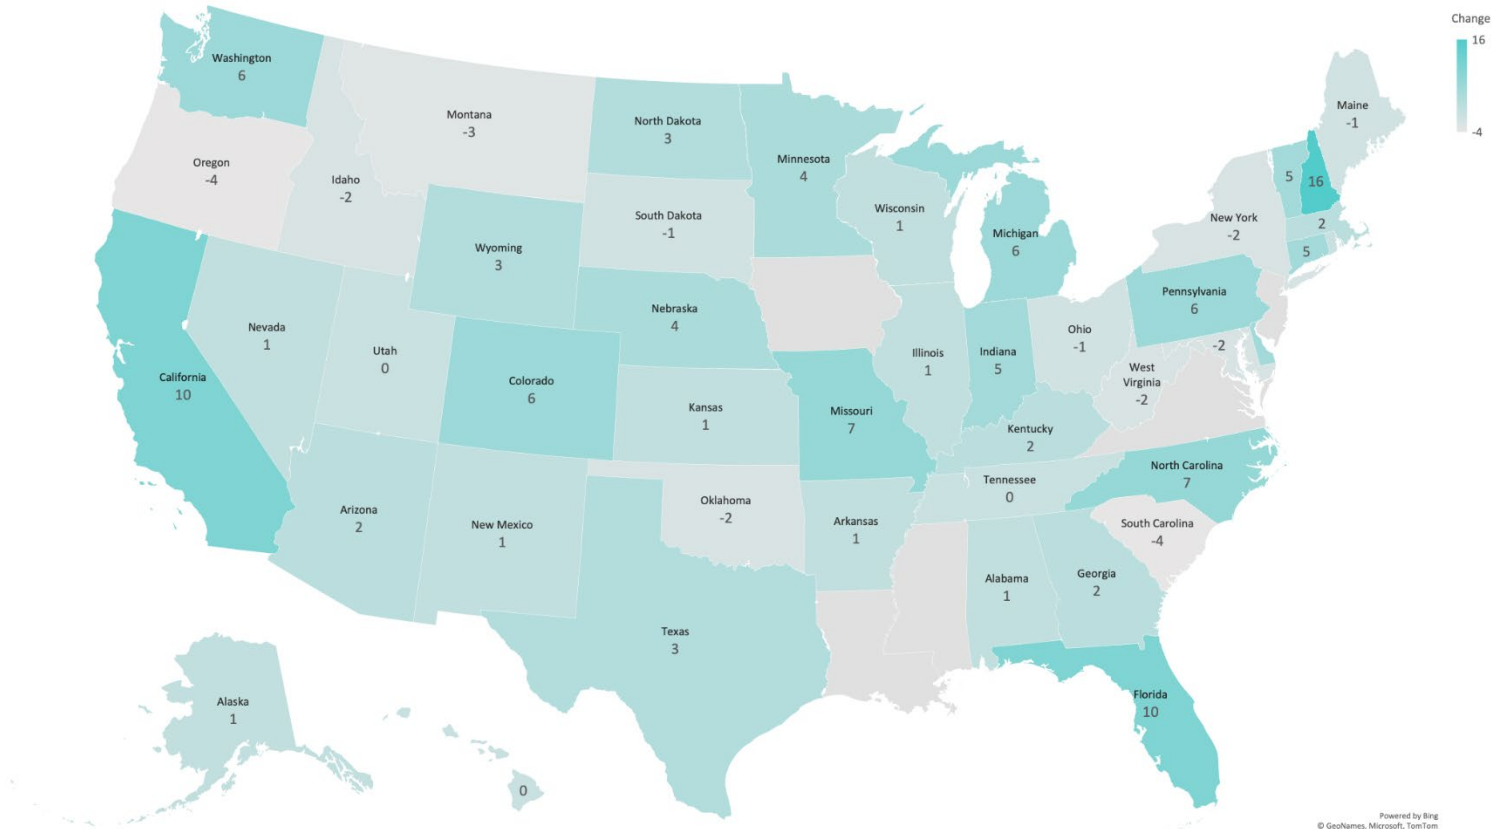 Change
16
-4
Washington
6
Montana
-3
North Dakota
3
Minnesota
4
Maine
-1
Oregon
-4
Idaho
-2
South Dakota
-1
Wisconsin
1
Michigan
6
New York
-2
5
16
2
5
Wyoming
3
Nebraska
4
Pennsylvania
6
Nevada
1
Utah
0
Colorado
6
Illinois
1
Indiana
5
Ohio
-1
-2
West
Virginia
-2
California
10
Kansas
1
Missouri
7
Kentucky
2
North Carolina
7
Tennessee
0
Arizona
2
New Mexico
1
Oklahoma
-2
Arkansas
1
South Carolina
-4
Alabama
1
Georgia
2
Texas
3
Florida
10
Alaska
1
0
Powered by Bing
© GeoNames, Microsoft, TomTom